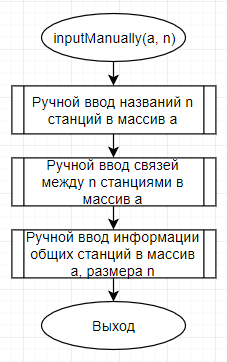 inputManually(a, n)
Ручной ввод названий n
станций в массив a
Ручной ввод связей
между n станциями в
массив a
Ручной ввод информации
общих станций в массив
a, размера n
Выход